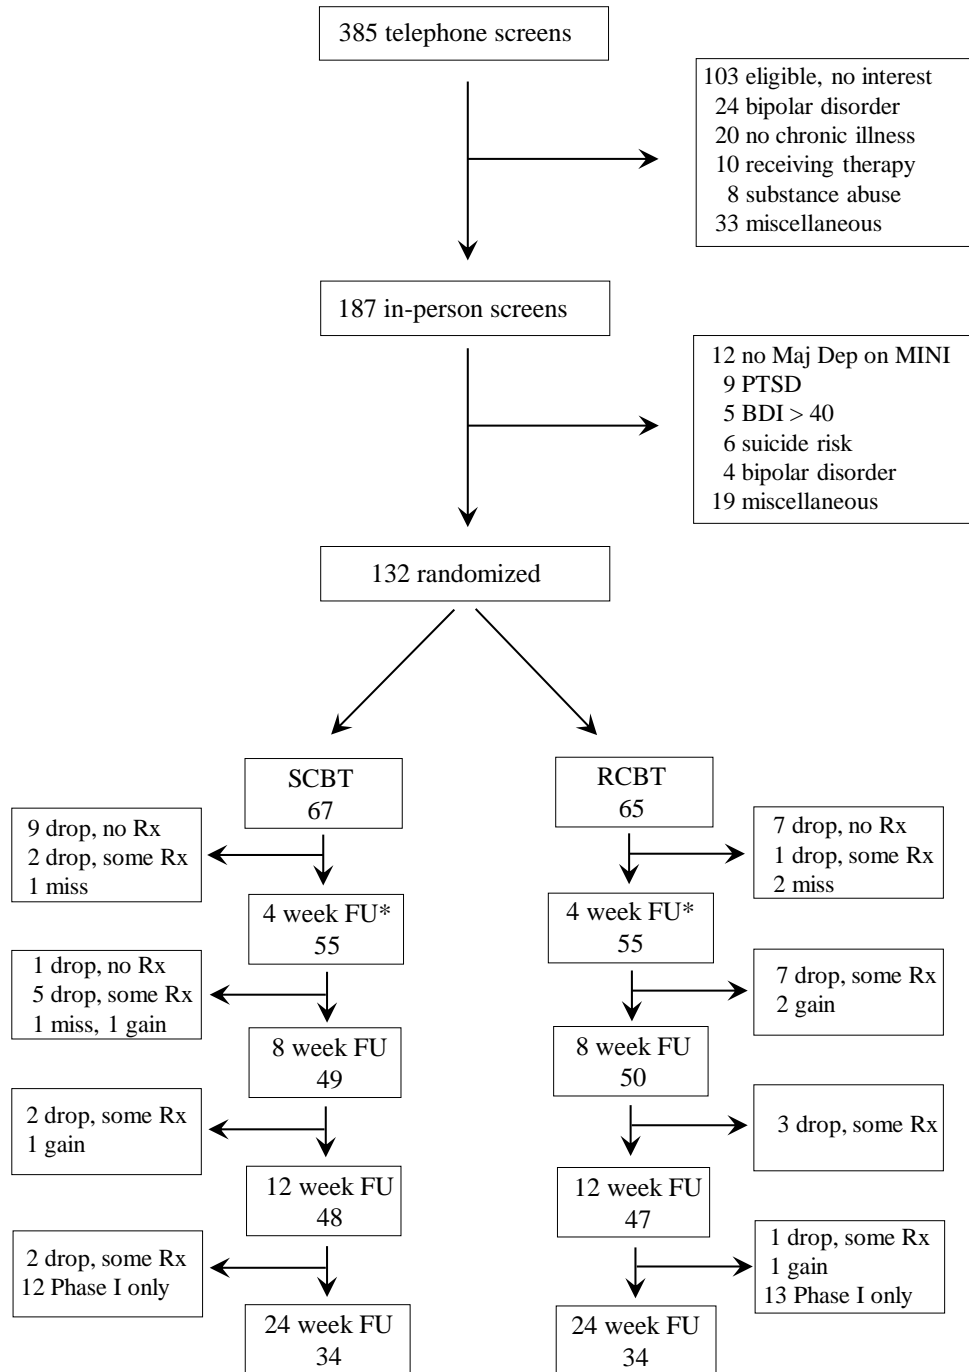 385 telephone screens
103 eligible, no interest
24 bipolar disorder
20 no chronic illness
10 receiving therapy
8 substance abuse
33 miscellaneous
187 in-person screens
12 no Maj Dep on MINI
9 PTSD
5 BDI > 40
6 suicide risk
4 bipolar disorder
19 miscellaneous
132 randomized
SCBT
67
RCBT
65
9 drop, no Rx
2 drop, some Rx
1 miss
7 drop, no Rx
1 drop, some Rx
2 miss
4 week FU*
55
4 week FU*
55
1 drop, no Rx
5 drop, some Rx
1 miss, 1 gain
7 drop, some Rx
2 gain
8 week FU
49
8 week FU
50
2 drop, some Rx
1 gain
3 drop, some Rx
12 week FU
48
12 week FU
47
2 drop, some Rx
12 Phase I only
1 drop, some Rx
1 gain
13 Phase I only
24 week FU
34
24 week FU
34